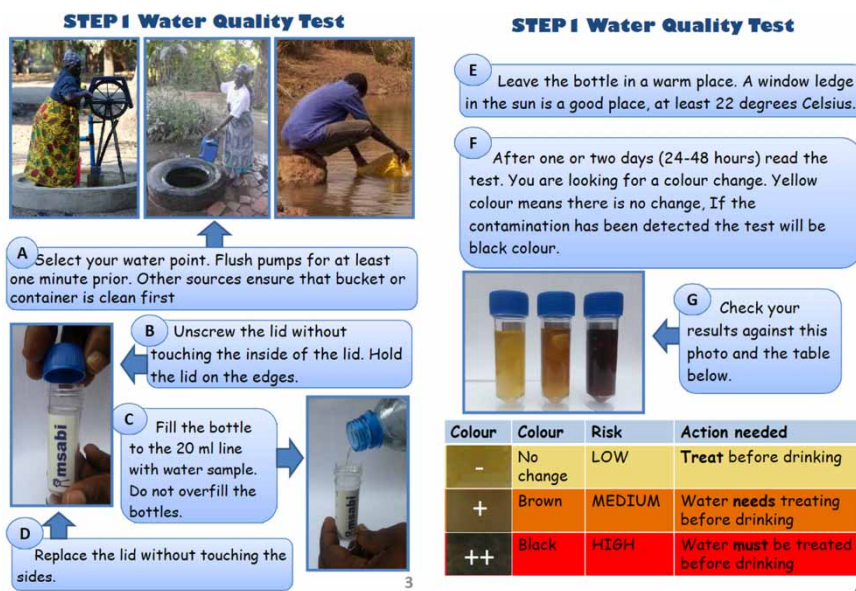 STEP1 Water Quality Test
A
Select your water point. Flush pumps for at least
one minute prior. Other sources ensure that bucket or
container is clean first
B
Unscrew the lid without
touching the inside of the lid. Hold
the lid on the edges.
msabi
C
Fill the bottle
to the 20 ml line
with water sample.
Do not overfill the
bottles.
msabi
D
Replace the lid without touching the
sides.
3
STEP1 Water Quality Test
E
Leave the bottle in a warm place. A window ledge
in the sun is a good place, at least 22 degrees Celsius.
F
After one or two days (24-48 hours) read the
test. You are looking for a colour change. Yellow
colour means there is no change, If the
contamination has been detected the test will be
black colour.
G
Check your
results against this
photo and the table
below.
Colour Colour Risk Action needed
- No change LOW Treat before drinking
+ Brown MEDIUM Water needs treating
before drinking
++ Black HIGH Water must be treated
before drinking